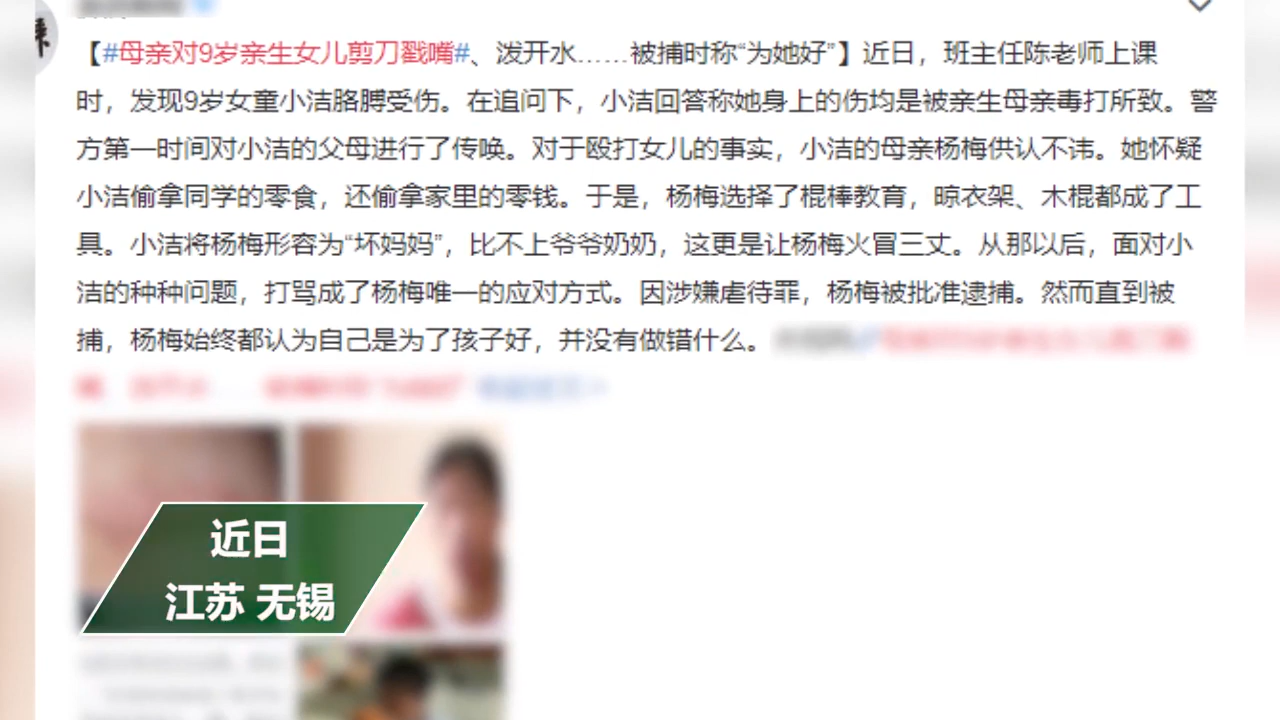 【#母亲对9岁亲生女儿剪刀戳嘴#、泼开水……被捕时称“为她好”】近日，班主任陈老师上课
时，发现9岁女童小洁胳膊受伤。在追问下，小洁回答称她身上的伤均是被亲生母亲毒打所致。警
方第一时间对小洁的父母进行了传唤。对于殴打女儿的事实，小洁的母亲杨梅供认不讳。她怀疑
小洁偷拿同学的零食，还偷拿家里的零钱。于是，杨梅选择了棍棒教育，晾衣架、木棍都成了工
具。小洁将杨梅形容为“坏妈妈”，比不上爷爷奶奶，这更是让杨梅火冒三丈。从那以后，面对小
洁的种种问题，打骂成了杨梅唯一的应对方式。因涉嫌虐待罪，杨梅被批准逮捕。然而直到被
捕，杨梅始终都认为自己是为了孩子好，并没有做错什么。
近日
江苏 无锡